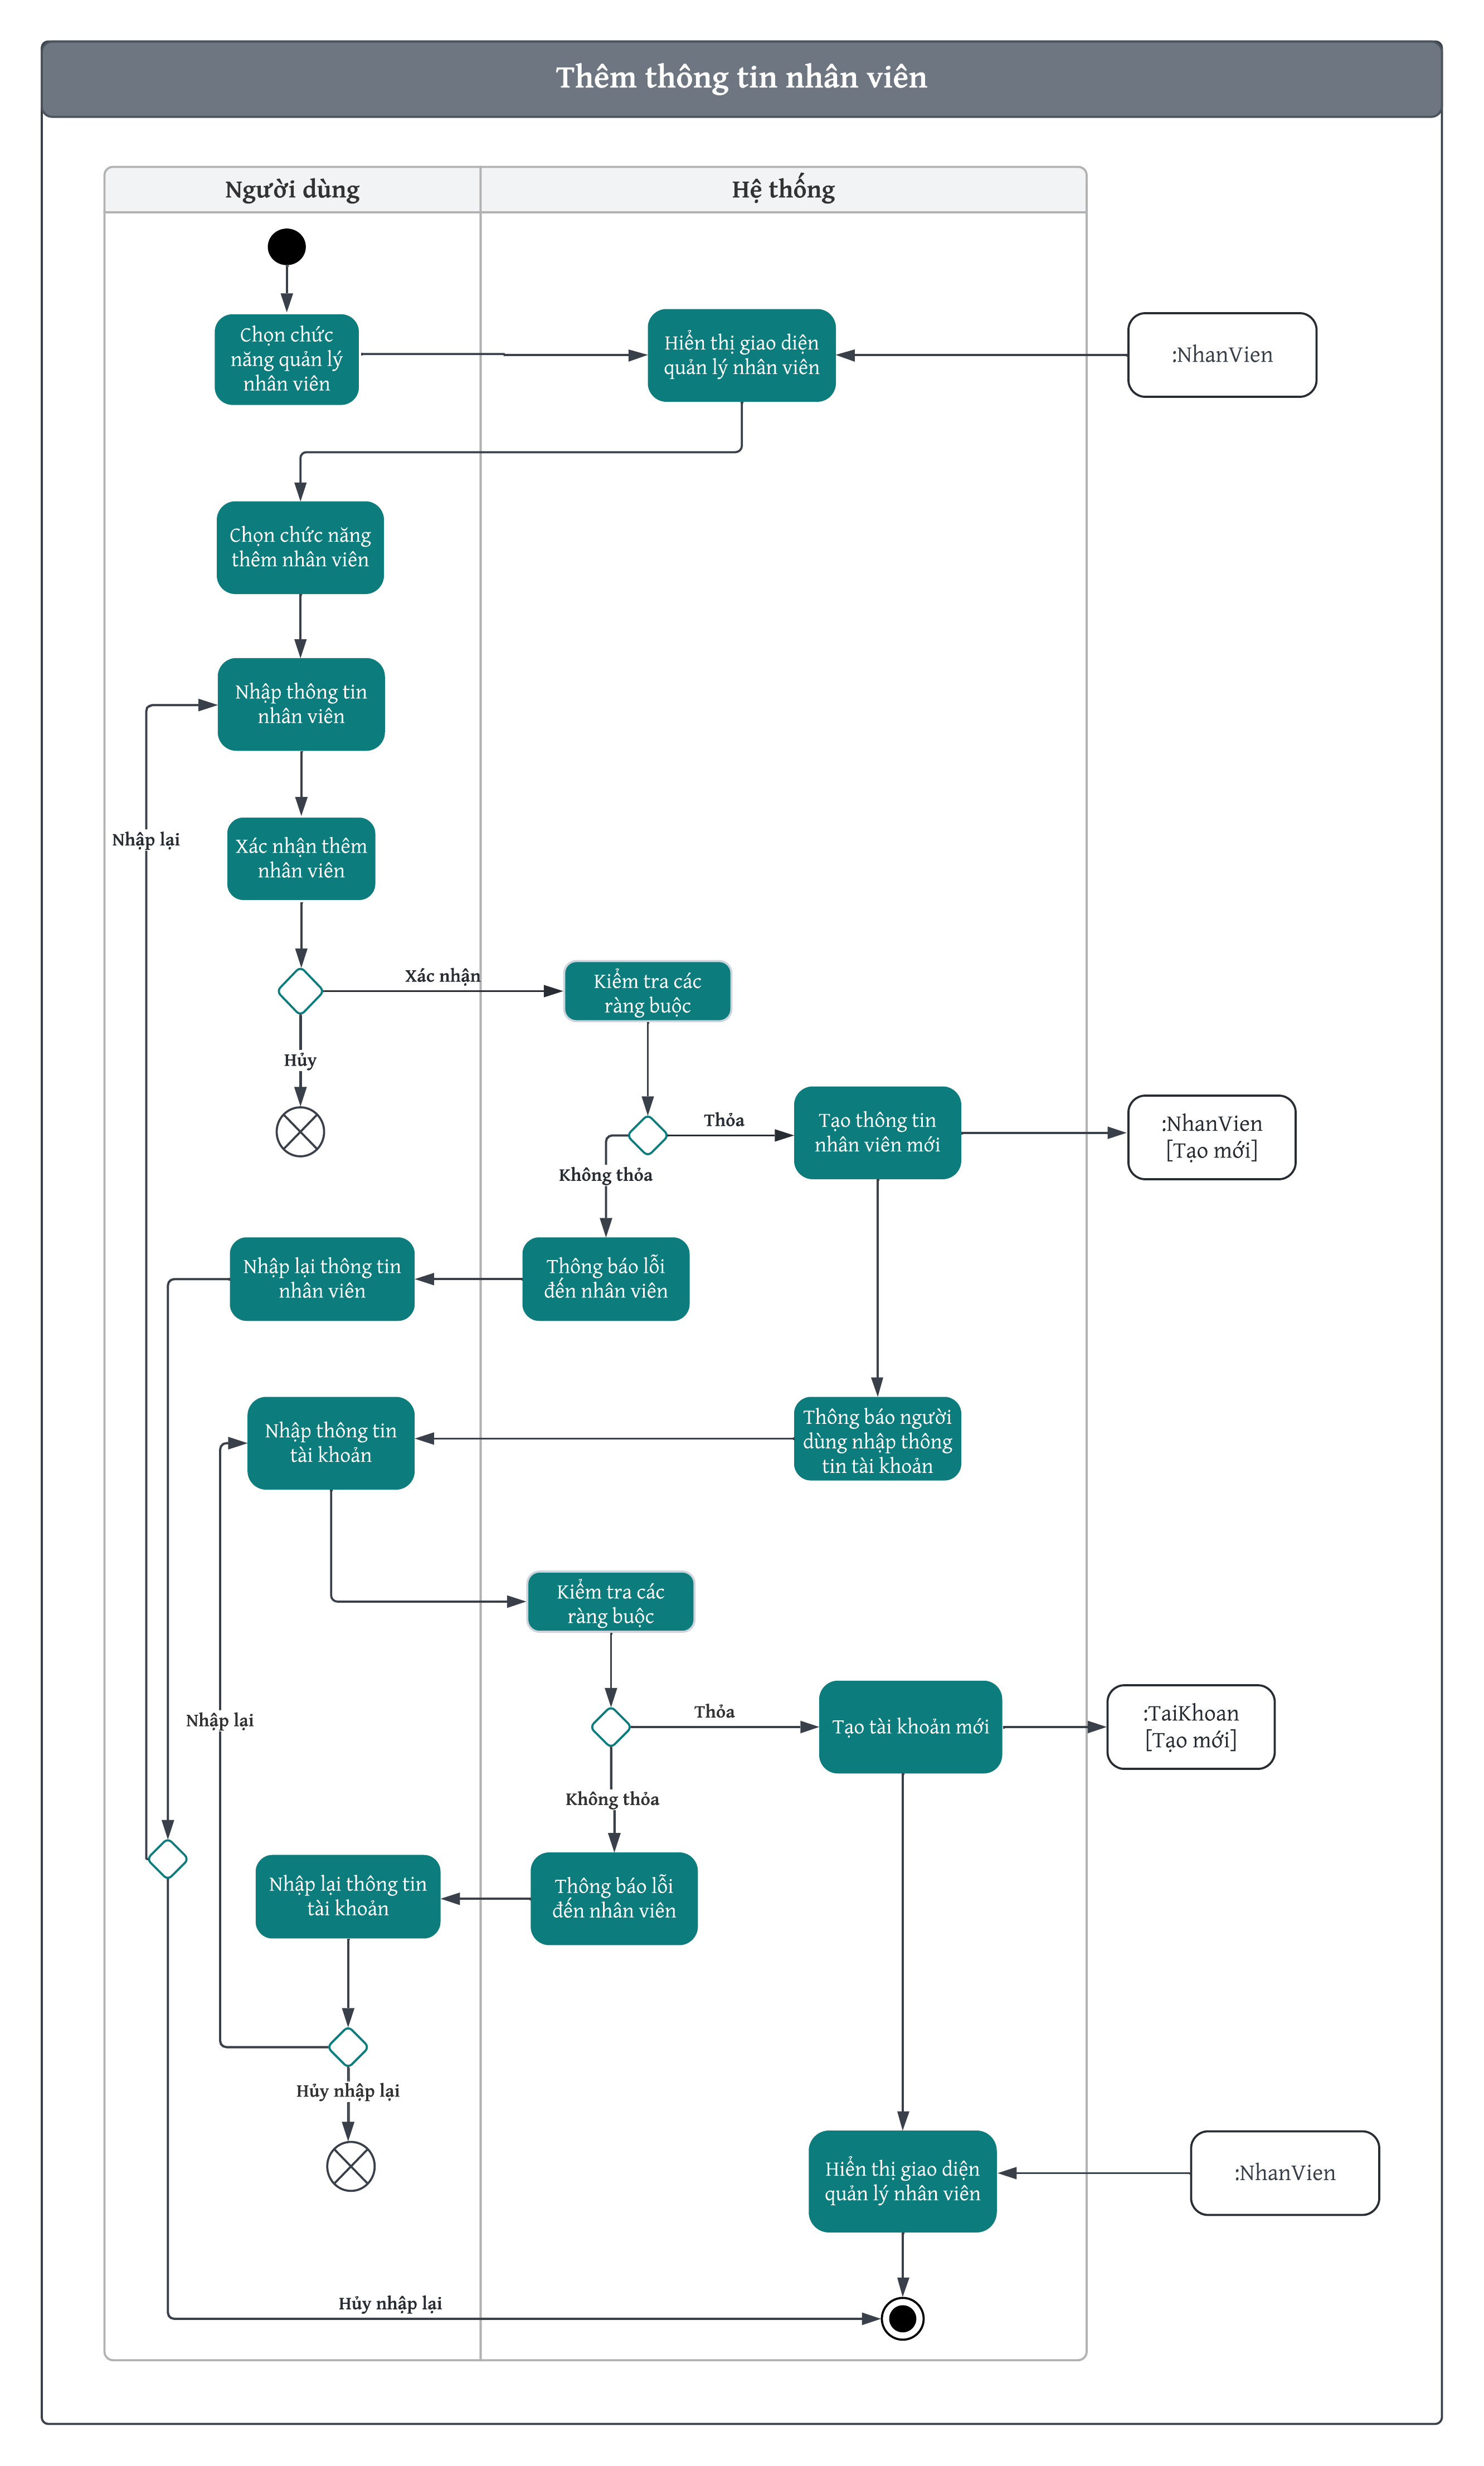 Thêm thông tin nhân viên
Người dùng
Hệ thống
Chọn chức
năng quản lý
nhân viên
Hiển thị giao diện
quản lý nhân viên
:NhanVien
Chọn chức năng
thêm nhân viên
Nhập thông tin
nhân viên
Nhập lại
Xác nhận thêm
nhân viên
Xác nhận
Kiểm tra các
ràng buộc
Hủy
Thỏa
Tạo thông tin
nhân viên mới
:NhanVien
[Tạo mới]
Không thỏa
Nhập lại thông tin
nhân viên
Thông báo lỗi
đến nhân viên
Nhập thông tin
tài khoản
Thông báo người
dùng nhập thông
tin tài khoản
Kiểm tra các
ràng buộc
Nhập lại
Thỏa
Tạo tài khoản mới
:TaiKhoan
[Tạo mới]
Không thỏa
Nhập lại thông tin
tài khoản
Thông báo lỗi
đến nhân viên
Hủy nhập lại
Hiển thị giao diện
quản lý nhân viên
:NhanVien
Hủy nhập lại